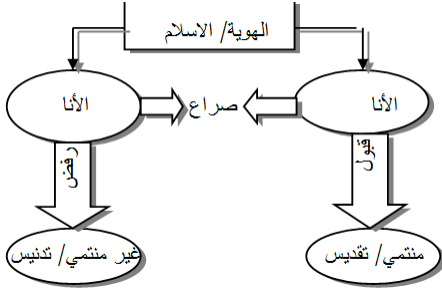 الهوية/ الاسلام
الأنا
صراع
الأنا
قبول
رفض
منتمي/ تقديس
غير منتمي/ تدنيس